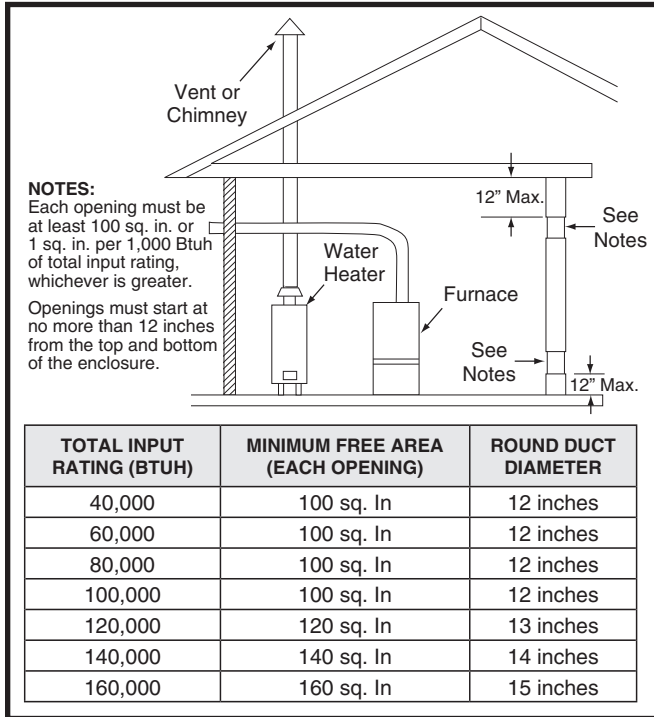 Vent or
Chimney
NOTES:
Each opening must be
at least 100 sq. in. or
1 sq. in. per 1,000 Btuh
of total input rating,
whichever is greater.
Openings must start at
no more than 12 inches
from the top and bottom
of the enclosure.
12" Max.
See
Notes
Water
Heater
Furnace
See
Notes
12" Max.
TOTAL INPUT
RATING (BTUH)
MINIMUM FREE AREA
(EACH OPENING)
ROUND DUCT
DIAMETER
40,000 100 sq. In 12 inches
60,000 100 sq. In 12 inches
80,000 100 sq. In 12 inches
100,000 100 sq. In 12 inches
120,000 120 sq. In 13 inches
140,000 140 sq. In 14 inches
160,000 160 sq. In 15 inches